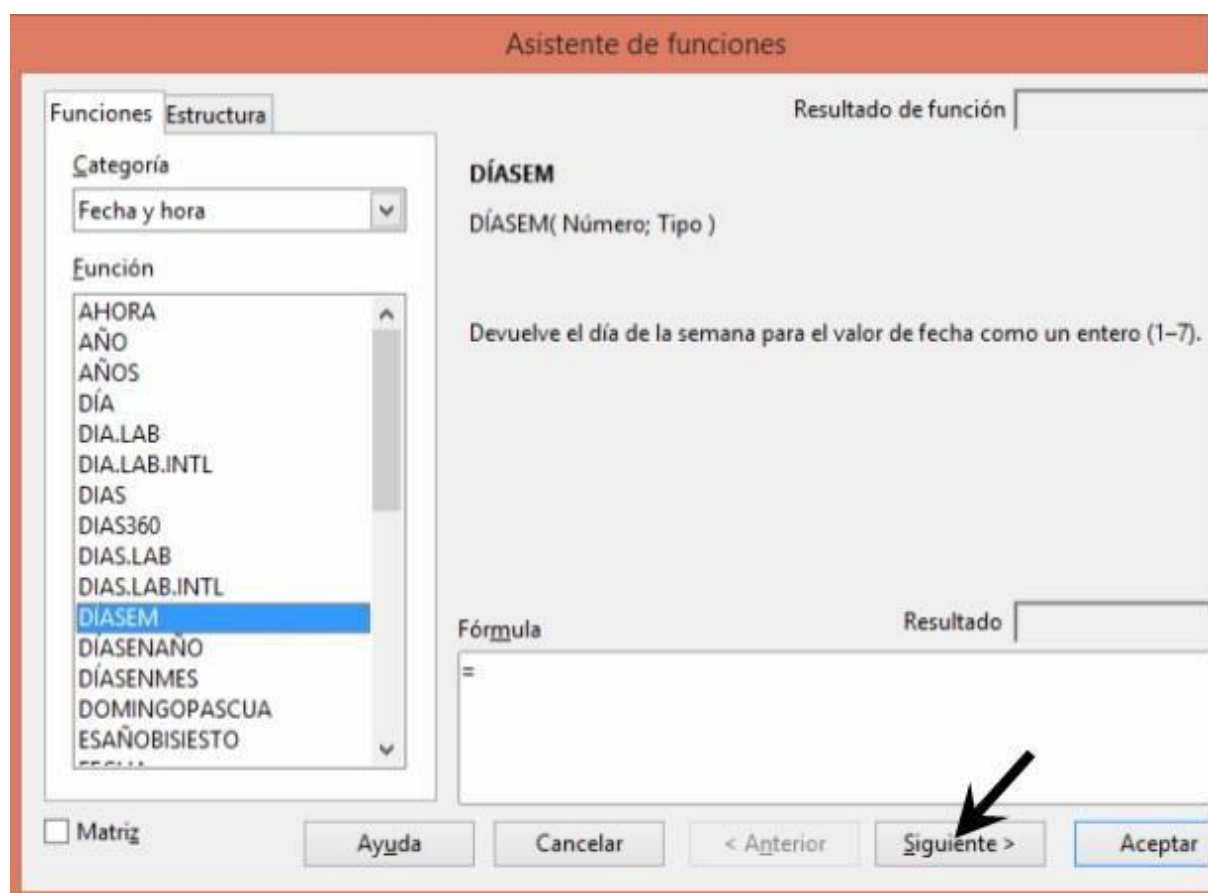 Asistente de funciones
Funciones Estructura
Resultado de función
Categoría
Fecha y hora
Función
AHORA
AÑO
AÑOS
DÍA
DIA.LAB
DIA.LAB.INTL
DIAS
DIAS360
DIAS.LAB
DIAS.LAB.INTL
DÍASEM
DÍASENAÑO
DÍASENMES
DOMINGOPASCUA
ESAÑOBISIESTO
DÍASEM
DÍASEM( Número; Tipo )
Devuelve el día de la semana para el valor de fecha como un entero (1–7).
Fórmula
Resultado
=
Matriz
Ayuda
Cancelar
< Anterior
Siguiente >
Aceptar